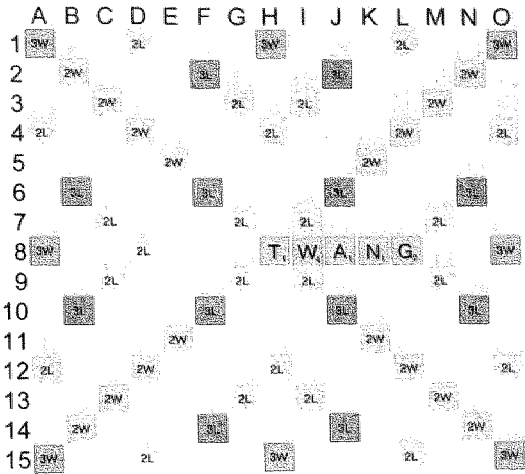 A B C D E F G H I J K L M N O
1 3W 2L 3W 2L 3W
2 2W 3L 3L 2W
3 2W 2L 2L 2W
4 2L 2W 2L 2W 2L
5 2W 2W
6 3L 3L 3L 3L
7 2L 2L 2L 2L
8 3W 2L T W A N G 3W
9 2L 2L 2L 2L
10 3L 3L 3L 3L
11 2W 2W
12 2L 2W 2L 2W 2L
13 2W 2L 2L 2W
14 2W 3L 3L 2W
15 3W 2L 3W 2L 3W